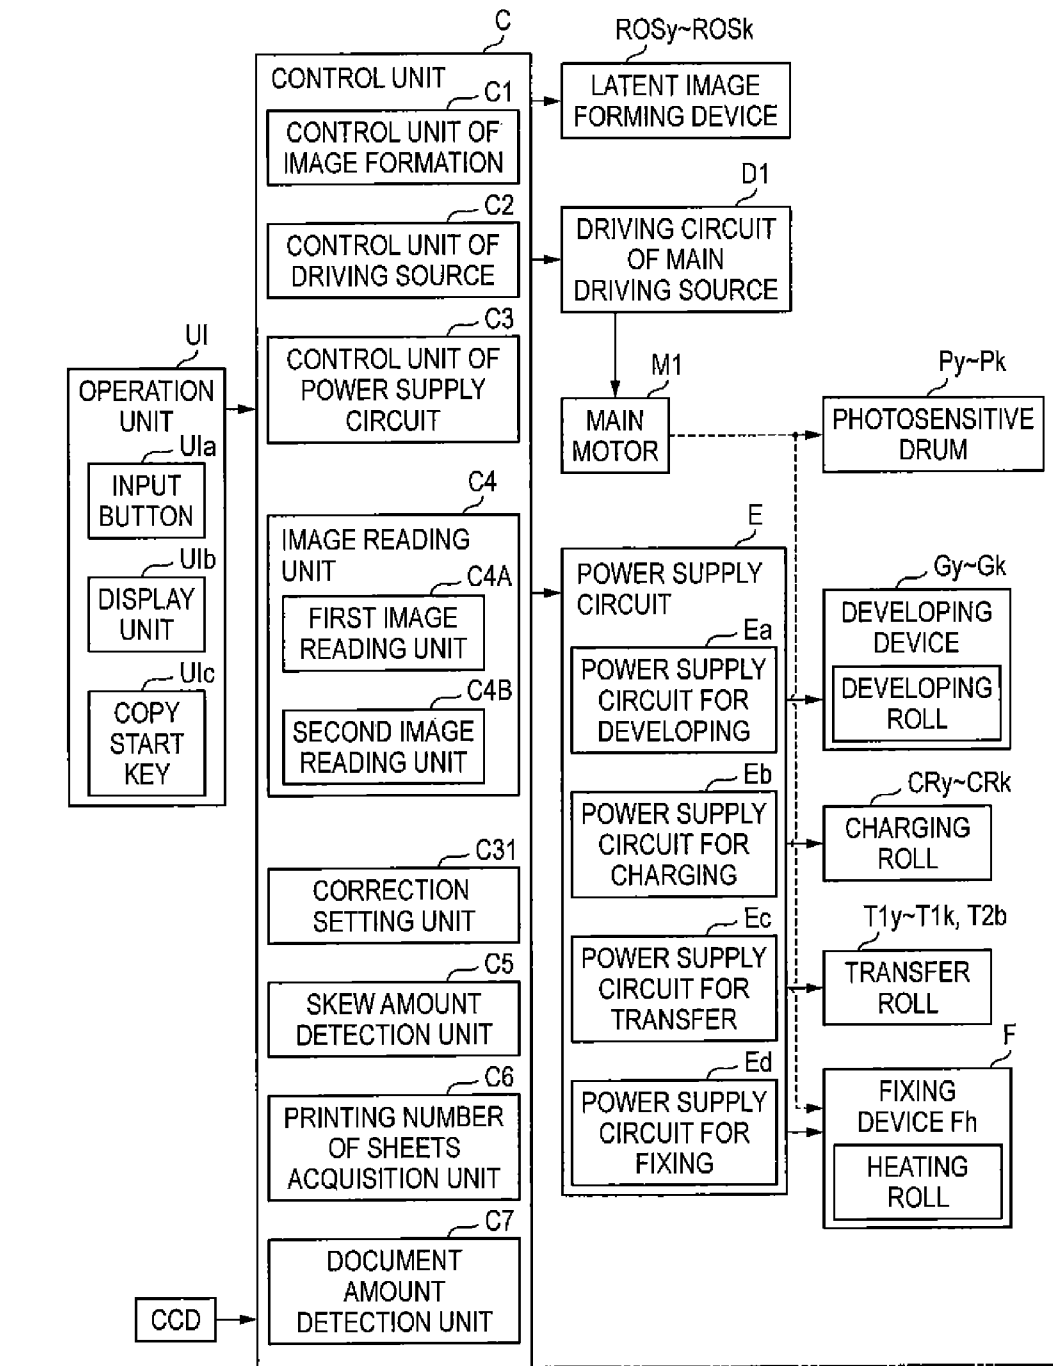 UI
OPERATION
UNIT
UIa
INPUT
BUTTON
UIb
DISPLAY
UNIT
UIc
COPY
START
KEY
CCD
C
CONTROL UNIT
C1
CONTROL UNIT OF
IMAGE FORMATION
C2
CONTROL UNIT OF
DRIVING SOURCE
C3
CONTROL UNIT OF
POWER SUPPLY
CIRCUIT
C4
IMAGE READING
UNIT
C4A
FIRST IMAGE
READING UNIT
C4B
SECOND IMAGE
READING UNIT
C31
CORRECTION
SETTING UNIT
C5
SKEW AMOUNT
DETECTION UNIT
C6
PRINTING NUMBER
OF SHEETS
ACQUISITION UNIT
C7
DOCUMENT
AMOUNT
DETECTION UNIT
ROSy~ROSk
LATENT IMAGE
FORMING DEVICE
D1
DRIVING CIRCUIT
OF MAIN
DRIVING SOURCE
M1
MAIN
MOTOR
E
POWER SUPPLY
CIRCUIT
Ea
POWER SUPPLY
CIRCUIT FOR
DEVELOPING
Eb
POWER SUPPLY
CIRCUIT FOR
CHARGING
Ec
POWER SUPPLY
CIRCUIT FOR
TRANSFER
Ed
POWER SUPPLY
CIRCUIT FOR
FIXING
Py~Pk
PHOTOSENSITIVE
DRUM
Gy~Gk
DEVELOPING
DEVICE
DEVELOPING
ROLL
CRy~CRk
CHARGING
ROLL
T1y~T1k, T2b
TRANSFER
ROLL
F
FIXING
DEVICE Fh
HEATING
ROLL